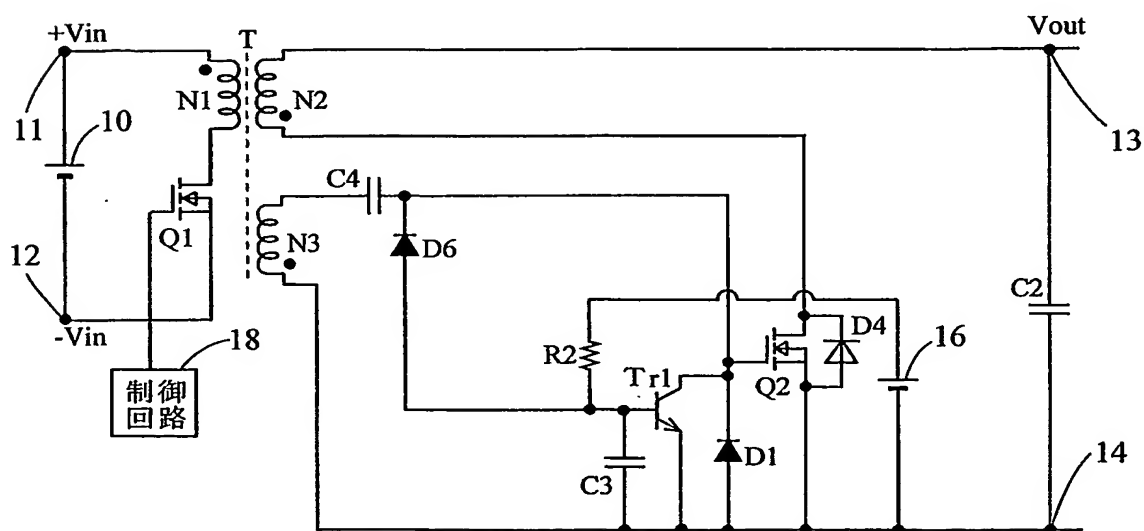 +Vin
T
Vout
11
10
N1
N2
13
C4
Q1
N3
D6
12
-Vin
18
C2
R2
D4
16
Tr1
Q2
制御
回路
C3
D1
14